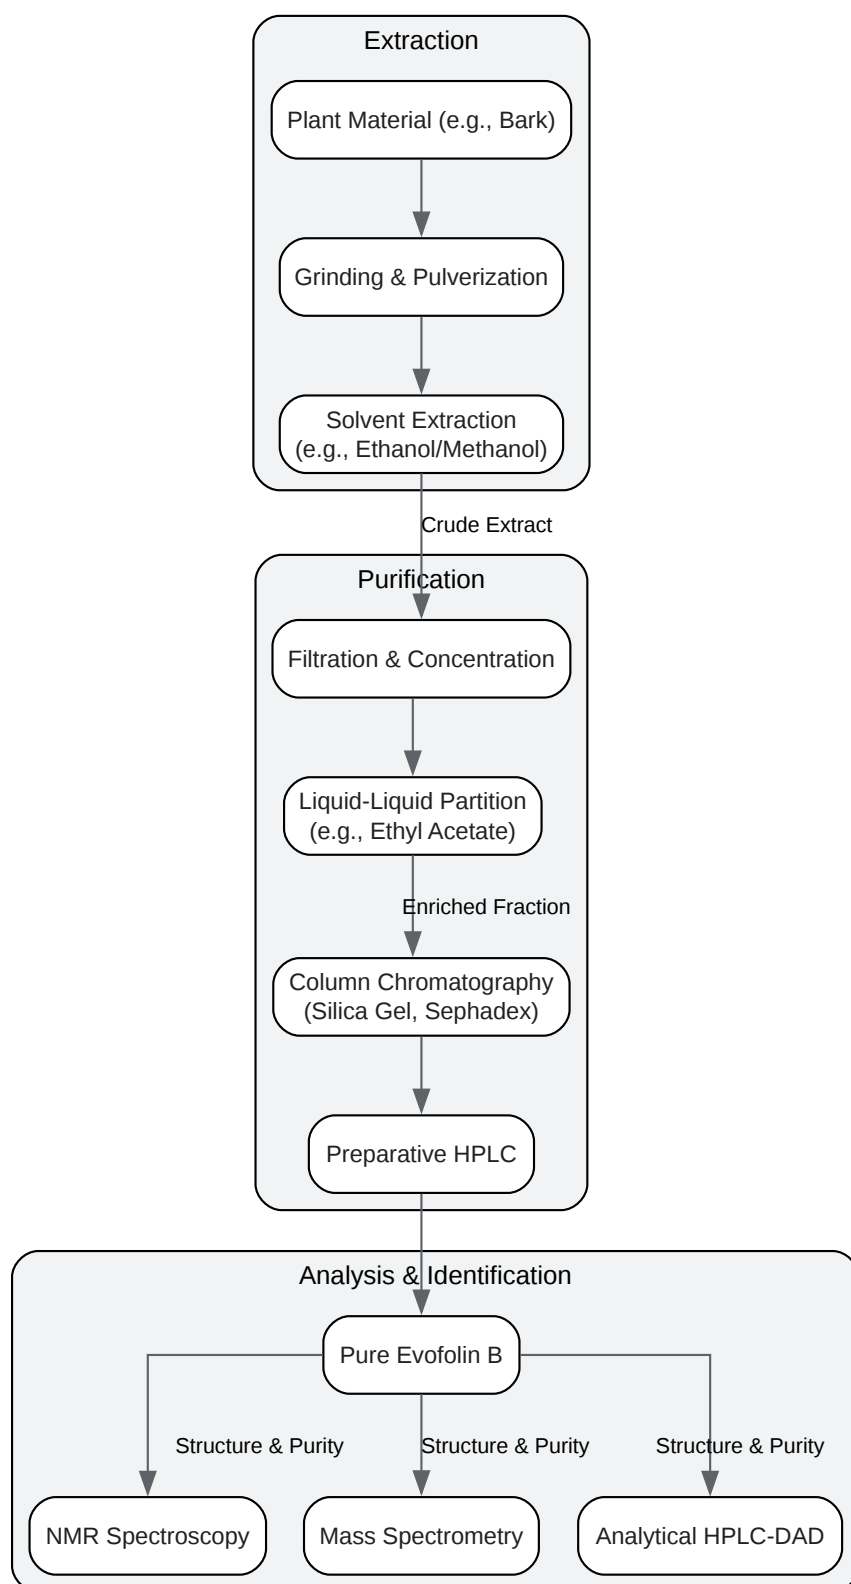 Extraction
Plant Material (e.g., Bark)
Grinding & Pulverization
Solvent Extraction
(e.g., Ethanol/Methanol)
Crude Extract
Purification
Filtration & Concentration
Liquid-Liquid Partition
(e.g., Ethyl Acetate)
Enriched Fraction
Column Chromatography
(Silica Gel, Sephadex)
Preparative HPLC
Analysis & Identification
Pure Evofolin B
Structure & Purity
Structure & Purity
Structure & Purity
NMR Spectroscopy
Mass Spectrometry
Analytical HPLC-DAD